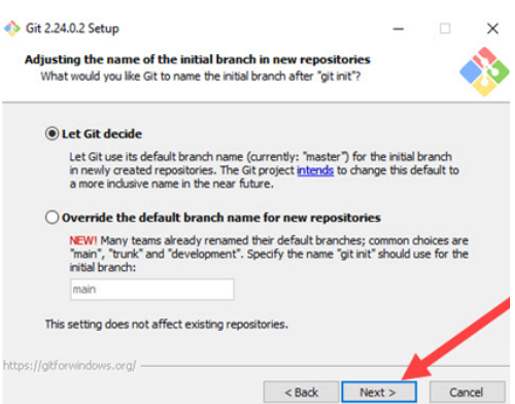 Git 2.24.0.2 Setup
Adjusting the name of the initial branch in new repositories
What would you like Git to name the initial branch after "git init"?
Let Git decide
Let Git use its default branch name (currently: "master") for the initial branch
in newly created repositories. The Git project intends to change this default to
a more inclusive name in the near future.
Override the default branch name for new repositories
NEW! Many teams already renamed their default branches; common choices are
"main", "trunk" and "development". Specify the name "git init" should use for the
initial branch:
main
This setting does not affect existing repositories.
https://gitforwindows.org/
< Back Next > Cancel